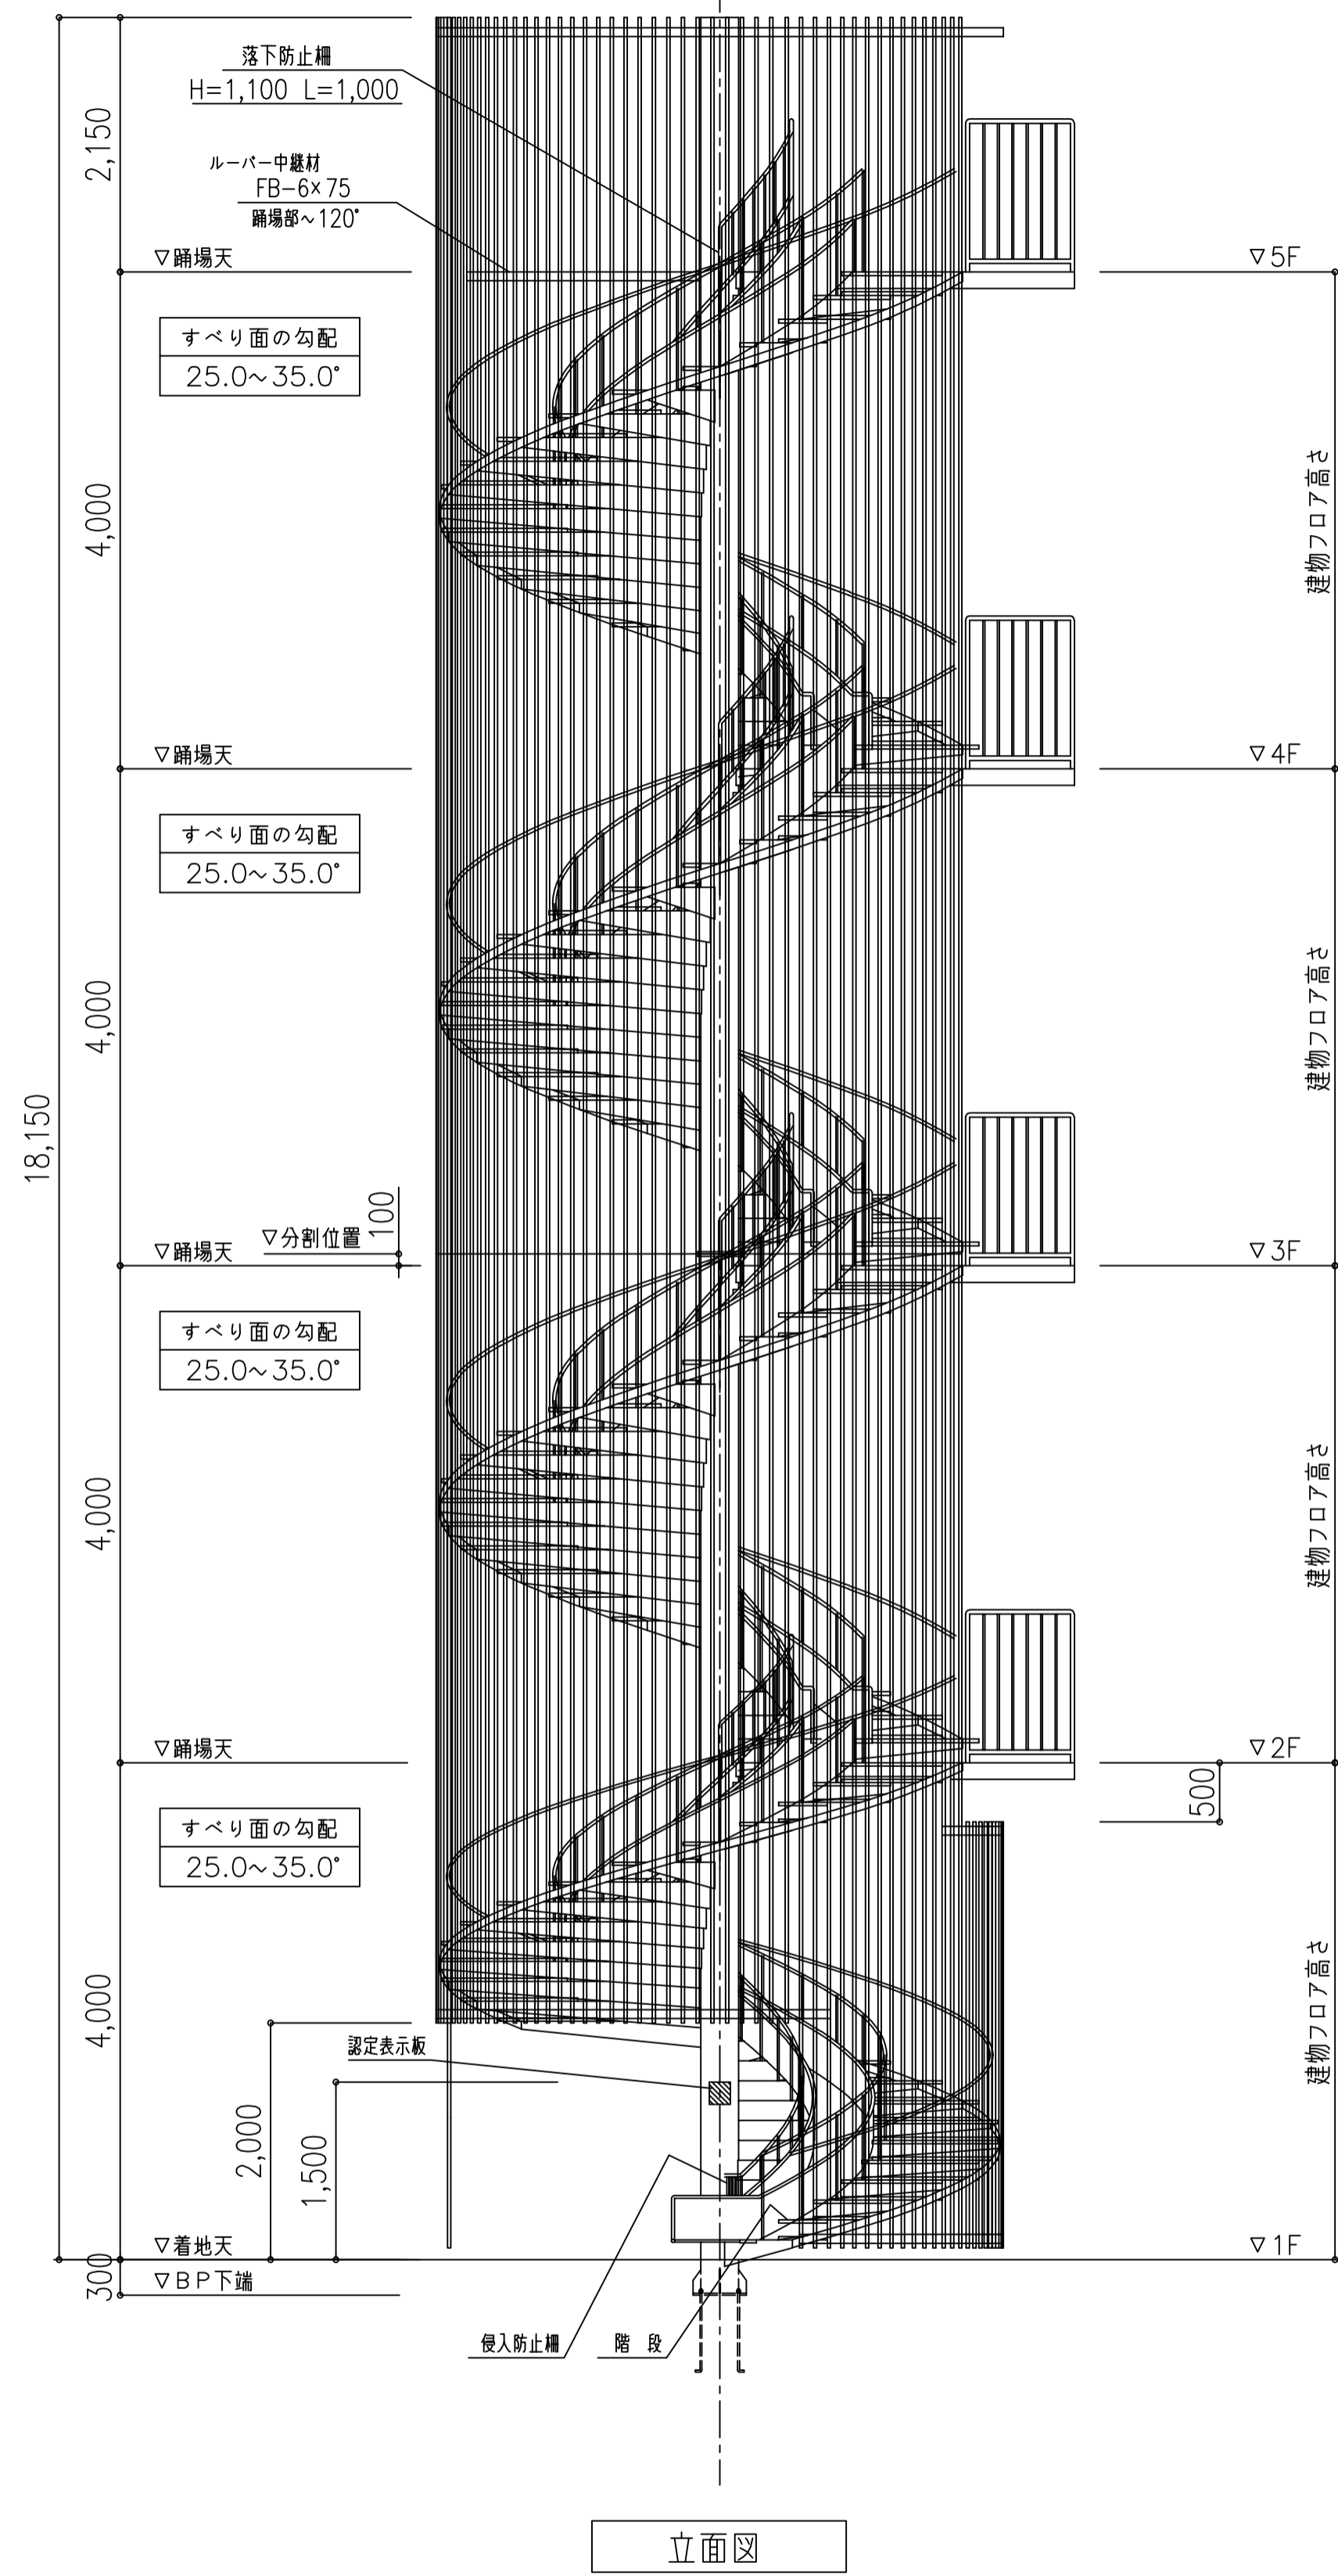 落下防止柵
H=1,100 L=1,000
2,150
ルーバー中継材
FB-6×75
踊場部～120°
▽踊場天
▽5F
すべり面の勾配
25.0～35.0°
4,000
建物フロア高さ
▽踊場天
▽4F
すべり面の勾配
25.0～35.0°
4,000
建物フロア高さ
18,150
100
▽分割位置
▽踊場天
▽3F
すべり面の勾配
25.0～35.0°
4,000
建物フロア高さ
▽踊場天
▽2F
500
すべり面の勾配
25.0～35.0°
4,000
建物フロア高さ
認定表示板
2,000
1,500
▽着地天
▽1F
300
▽BP下端
侵入防止柵
階 段
立面図